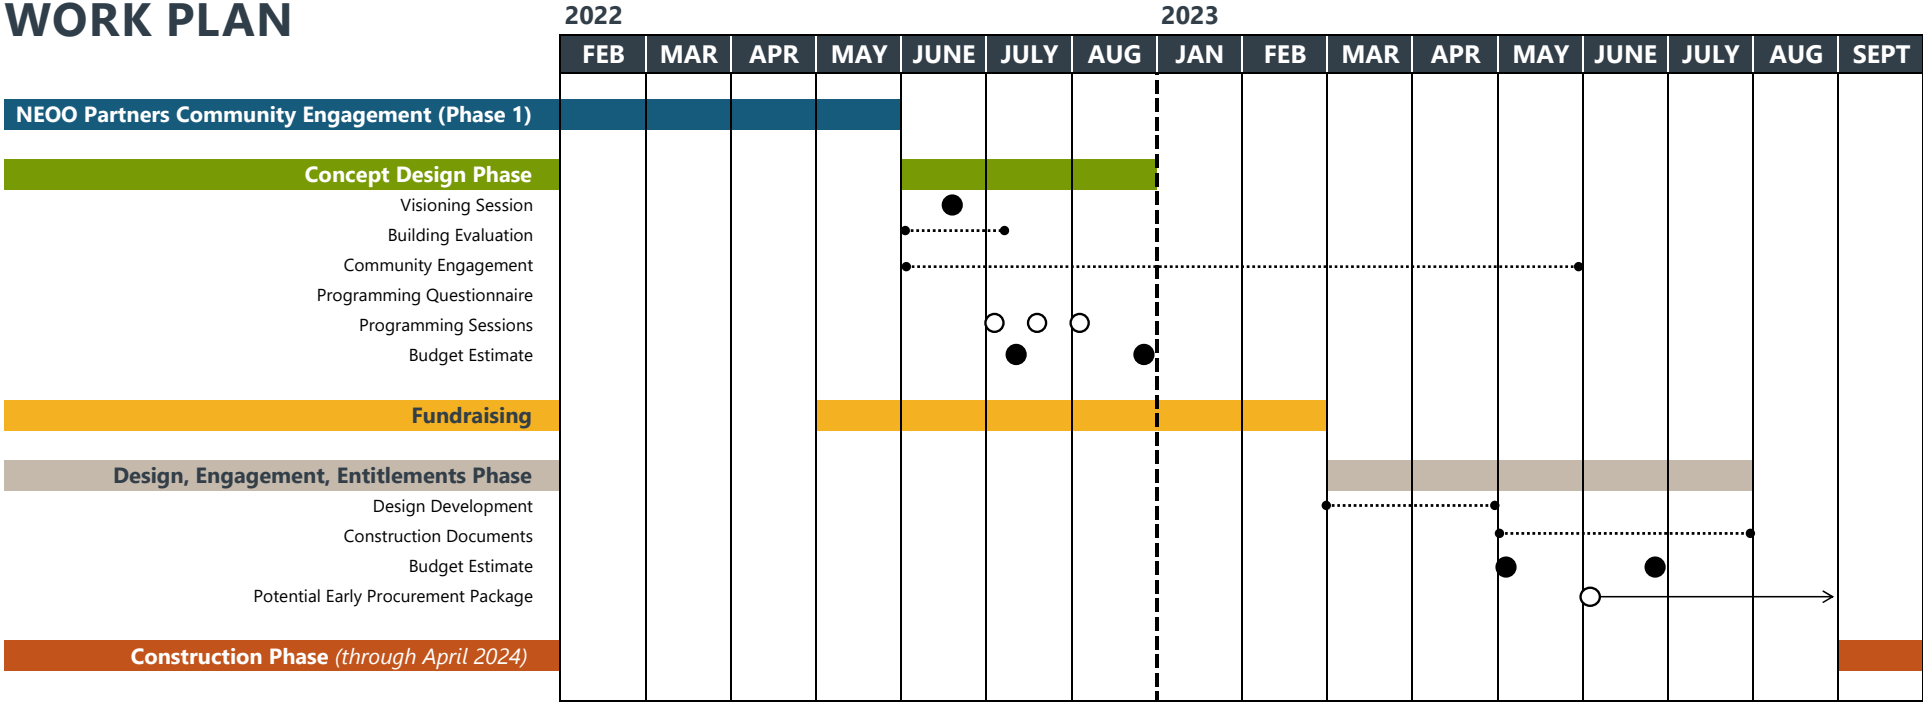 WORK PLAN
2022 2023
FEB MAR APR MAY JUNE JULY AUG JAN FEB MAR APR MAY JUNE JULY AUG SEPT
NEOO Partners Community Engagement (Phase 1)
Concept Design Phase
Visioning Session
Building Evaluation
Community Engagement
Programming Questionnaire
Programming Sessions
Budget Estimate
Fundraising
Design, Engagement, Entitlements Phase
Design Development
Construction Documents
Budget Estimate
Potential Early Procurement Package
Construction Phase (through April 2024)